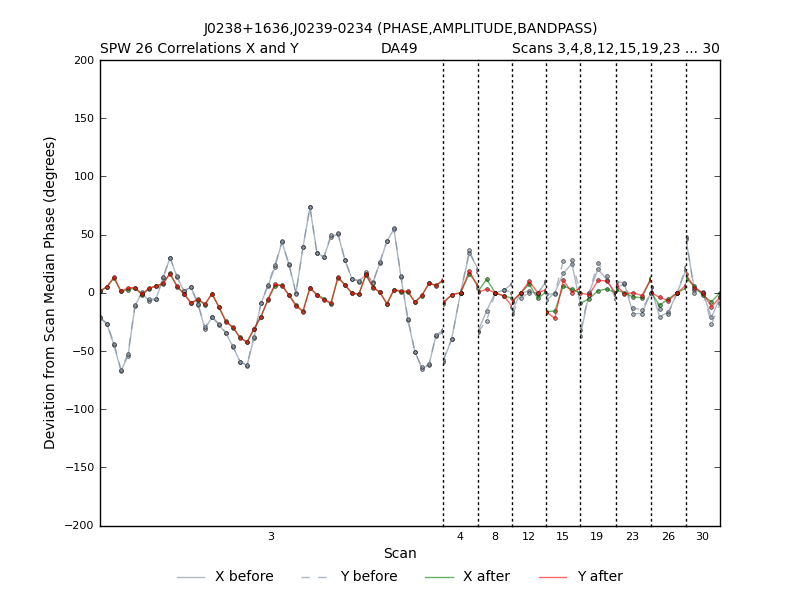 J0238+1636,J0239-0234 (PHASE,AMPLITUDE,BANDPASS)
SPW 26 Correlations X and Y DA49 Scans 3,4,8,12,15,19,23 ... 30
200
150
100
50
0
−50
−100
−150
−200
Deviation from Scan Median Phase (degrees)
3 4 8 12 15 19 23 26 30
Scan
X before Y before X after Y after